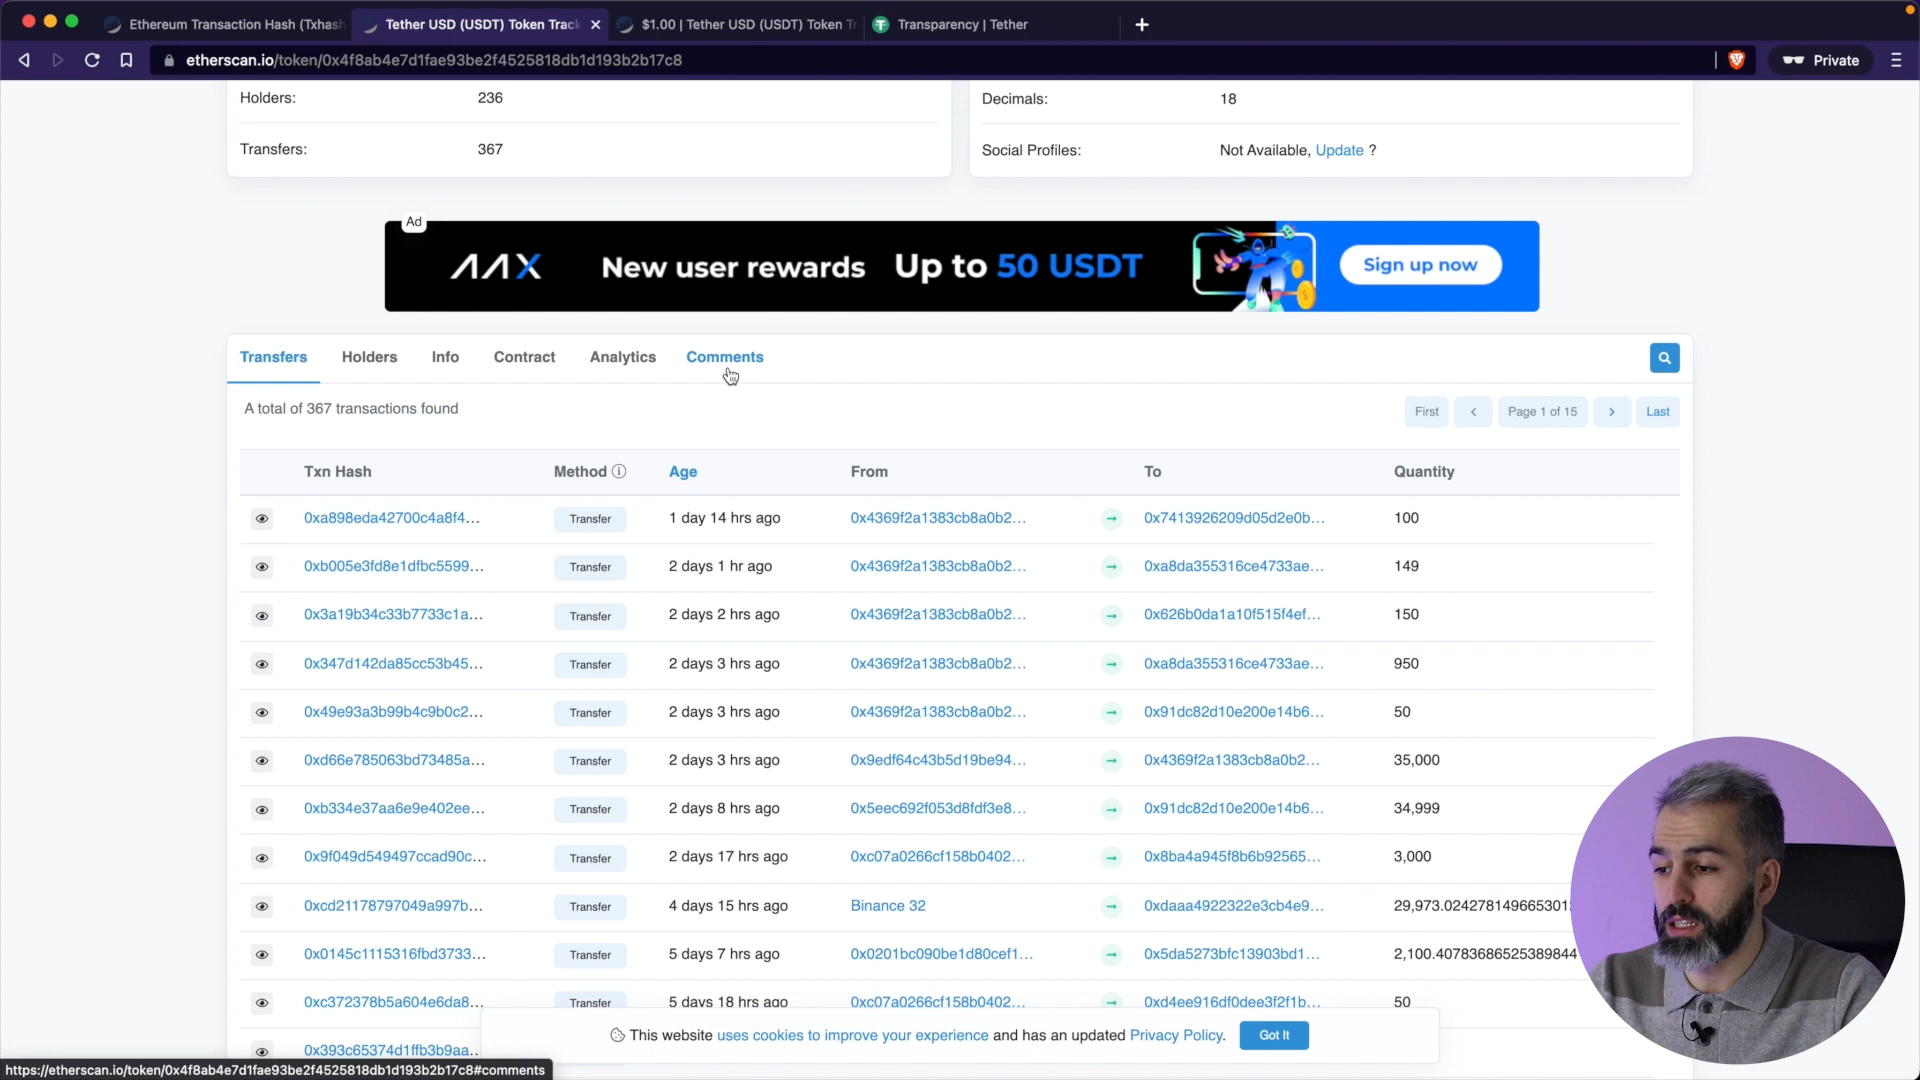 Ethereum Transaction Hash (Txhash
Tether USD (USDT) Token Track
$1.00 | Tether USD (USDT) Token Tr
Transparency | Tether
etherscan.io/token/0x4f8ab4e7d1fae93be2f4525818db1d193b2b17c8
Private
Holders: 236
Decimals: 18
Transfers: 367
Social Profiles: Not Available, Update ?
Ad
AAX New user rewards Up to 50 USDT Sign up now
Transfers Holders Info Contract Analytics Comments
A total of 367 transactions found
First Page 1 of 15 Last
Txn Hash Method Age From To Quantity
0xa898eda42700c4a8f4... Transfer 1 day 14 hrs ago 0x4369f2a1383cb8a0b2... 0x7413926209d05d2e0b... 100
0xb005e3fd8e1dfbc5599... Transfer 2 days 1 hr ago 0x4369f2a1383cb8a0b2... 0xa8da355316ce4733ae... 149
0x3a19b34c33b7733c1a... Transfer 2 days 2 hrs ago 0x4369f2a1383cb8a0b2... 0x626b0da1a10f515f4ef... 150
0x347d142da85cc53b45... Transfer 2 days 3 hrs ago 0x4369f2a1383cb8a0b2... 0xa8da355316ce4733ae... 950
0x49e93a3b99b4c9b0c2... Transfer 2 days 3 hrs ago 0x4369f2a1383cb8a0b2... 0x91dc82d10e200e14b6... 50
0xd66e785063bd73485a... Transfer 2 days 3 hrs ago 0x9edf64c43b5d19be94... 0x4369f2a1383cb8a0b2... 35,000
0xb334e37aa6e9e402ee... Transfer 2 days 8 hrs ago 0x5eec692f053d8fdf3e8... 0x91dc82d10e200e14b6... 34,999
0x9f049d549497ccad90c... Transfer 2 days 17 hrs ago 0xc07a0266cf158b0402... 0x8ba4a945f8b6b92565... 3,000
0xcd21178797049a997b... Transfer 4 days 15 hrs ago Binance 32 0xdaaa4922322e3cb4e9... 29,973.0242781496653012
0x0145c1115316fbd3733... Transfer 5 days 7 hrs ago 0x0201bc090be1d80cef1... 0x5da5273bfc13903bd1... 2,100.40783686525389844
0xc372378b5a604e6da8... Transfer 5 days 18 hrs ago 0xc07a0266cf158b0402... 0xd4ee916df0dee3f2f1b... 50
This website uses cookies to improve your experience and has an updated Privacy Policy. Got It
0x393c65374d1ffb3b9aa...
https://etherscan.io/token/0x4f8ab4e7d1fae93be2f4525818db1d193b2b17c8#comments